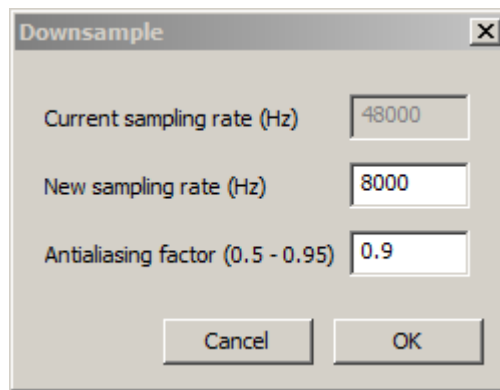 Downsample
Current sampling rate (Hz) 48000
New sampling rate (Hz) 8000
Antialiasing factor (0.5 - 0.95) 0.9
Cancel OK